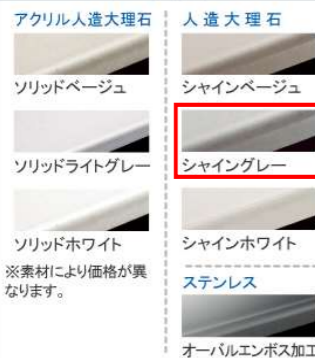 アクリル人造大理石
ソリッドベージュ
ソリッドライトグレー
ソリッドホワイト
※素材により価格が異
なります。
人造大理石
シャインベージュ
シャイングレー
シャインホワイト
ステンレス
オーバルエンボス加工